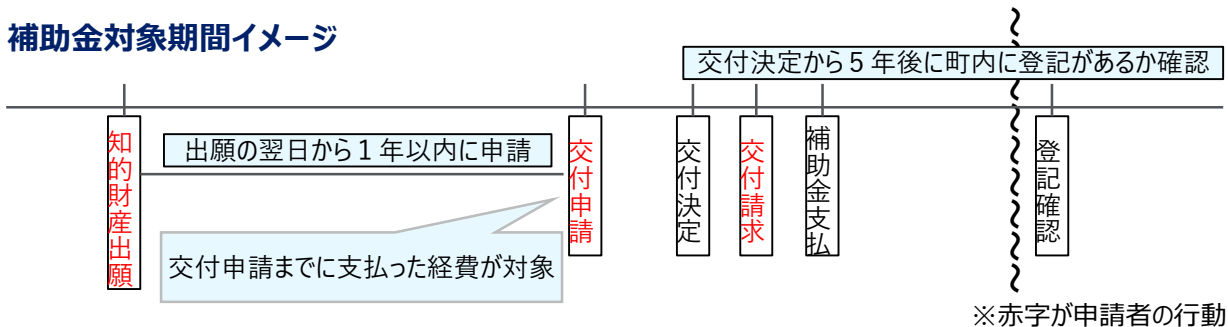 補助金対象期間イメージ
交付決定から5年後に町内に登記があるか確認
知的財産出願
出願の翌日から1年以内に申請
交付申請までに支払った経費が対象
交付申請
交付決定
交付請求
補助金支払
登記確認
※赤字が申請者の行動